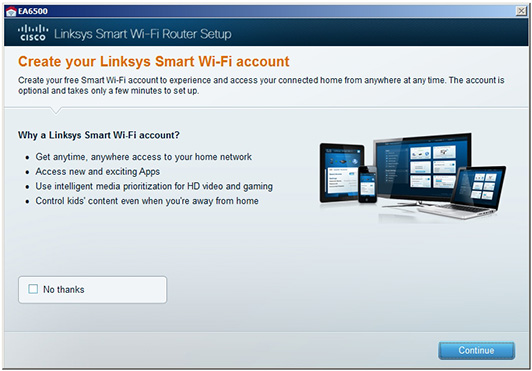 EA6500
CISCO Linksys Smart Wi-Fi Router Setup
Create your Linksys Smart Wi-Fi account
Create your free Smart Wi-Fi account to experience and access your connected home from anywhere at any time. The account is
optional and takes only a few minutes to set up.
Why a Linksys Smart Wi-Fi account?
• Get anytime, anywhere access to your home network
• Access new and exciting Apps
• Use intelligent media prioritization for HD video and gaming
• Control kids' content even when you're away from home
No thanks
Continue